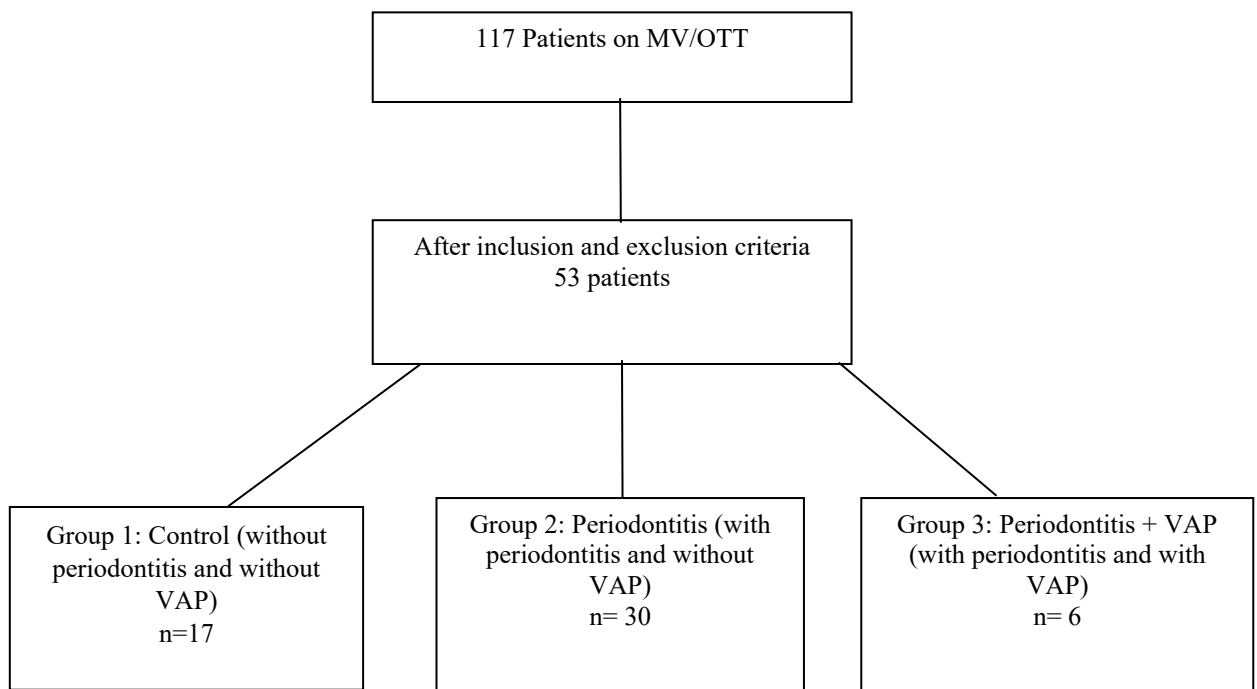 117 Patients on MV/OTT
After inclusion and exclusion criteria
53 patients
Group 1: Control (without
periodontitis and without
VAP)
n=17
Group 2: Periodontitis (with
periodontitis and without
VAP)
n= 30
Group 3: Periodontitis + VAP
(with periodontitis and with
VAP)
n= 6